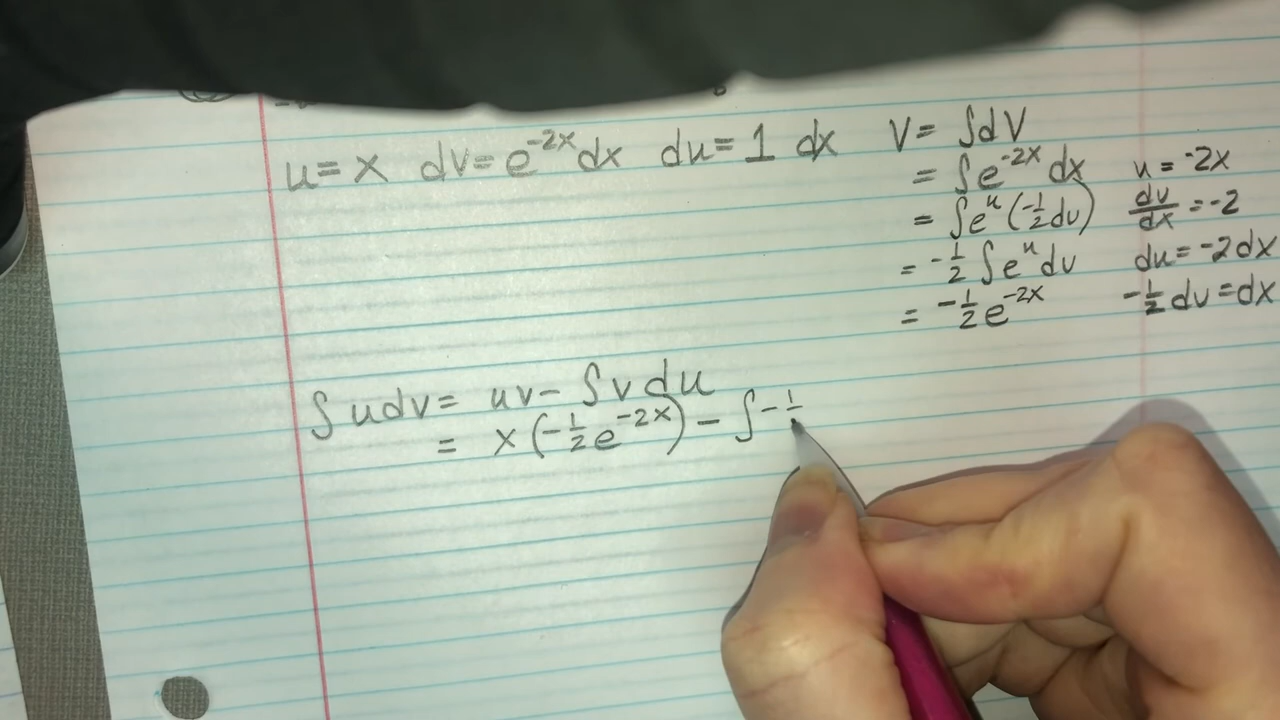 u = x dv = e^{-2x} dx du = 1 dx V = ∫dV
= ∫e^{-2x} dx u = -2x
= ∫e^u (-1/2 du) du/dx = -2
= -1/2 ∫e^u du du = -2dx
= -1/2 e^{-2x} -1/2 du = dx
∫udv = uv - ∫vdu
= x(-1/2 e^{-2x}) - ∫-1/